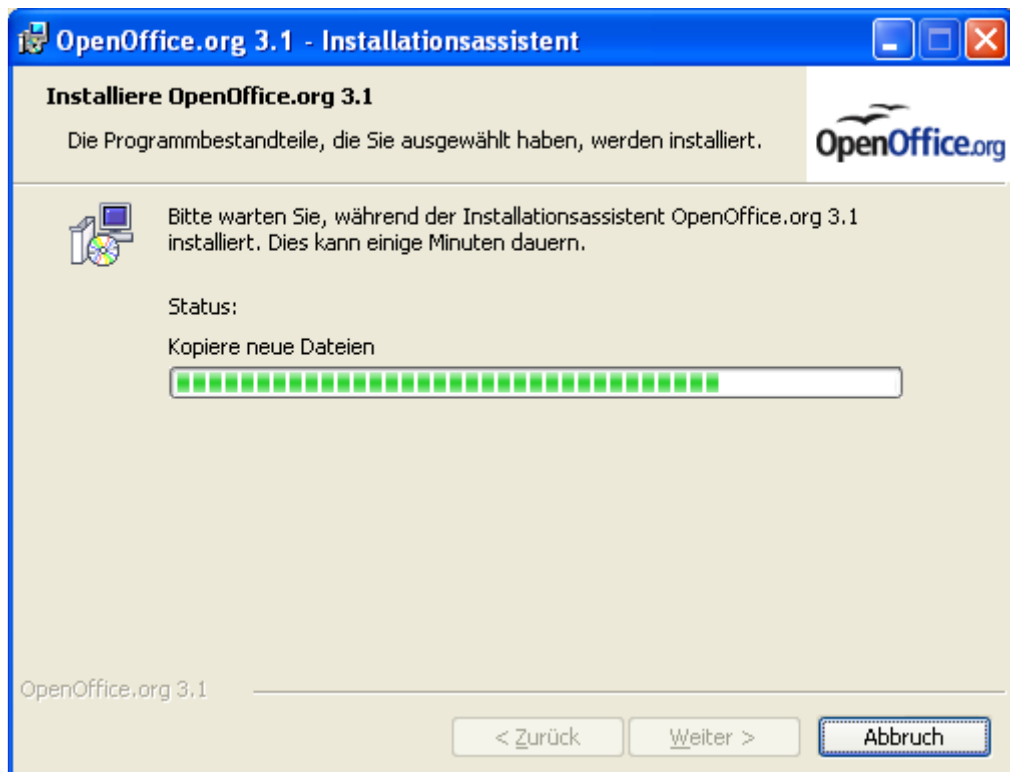 OpenOffice.org 3.1 - Installationsassistent
Installiere OpenOffice.org 3.1
Die Programmbestandteile, die Sie ausgewählt haben, werden installiert.
OpenOffice.org
Bitte warten Sie, während der Installationsassistent OpenOffice.org 3.1
installiert. Dies kann einige Minuten dauern.
Status:
Kopiere neue Dateien
OpenOffice.org 3.1
< Zurück
Weiter >
Abbruch